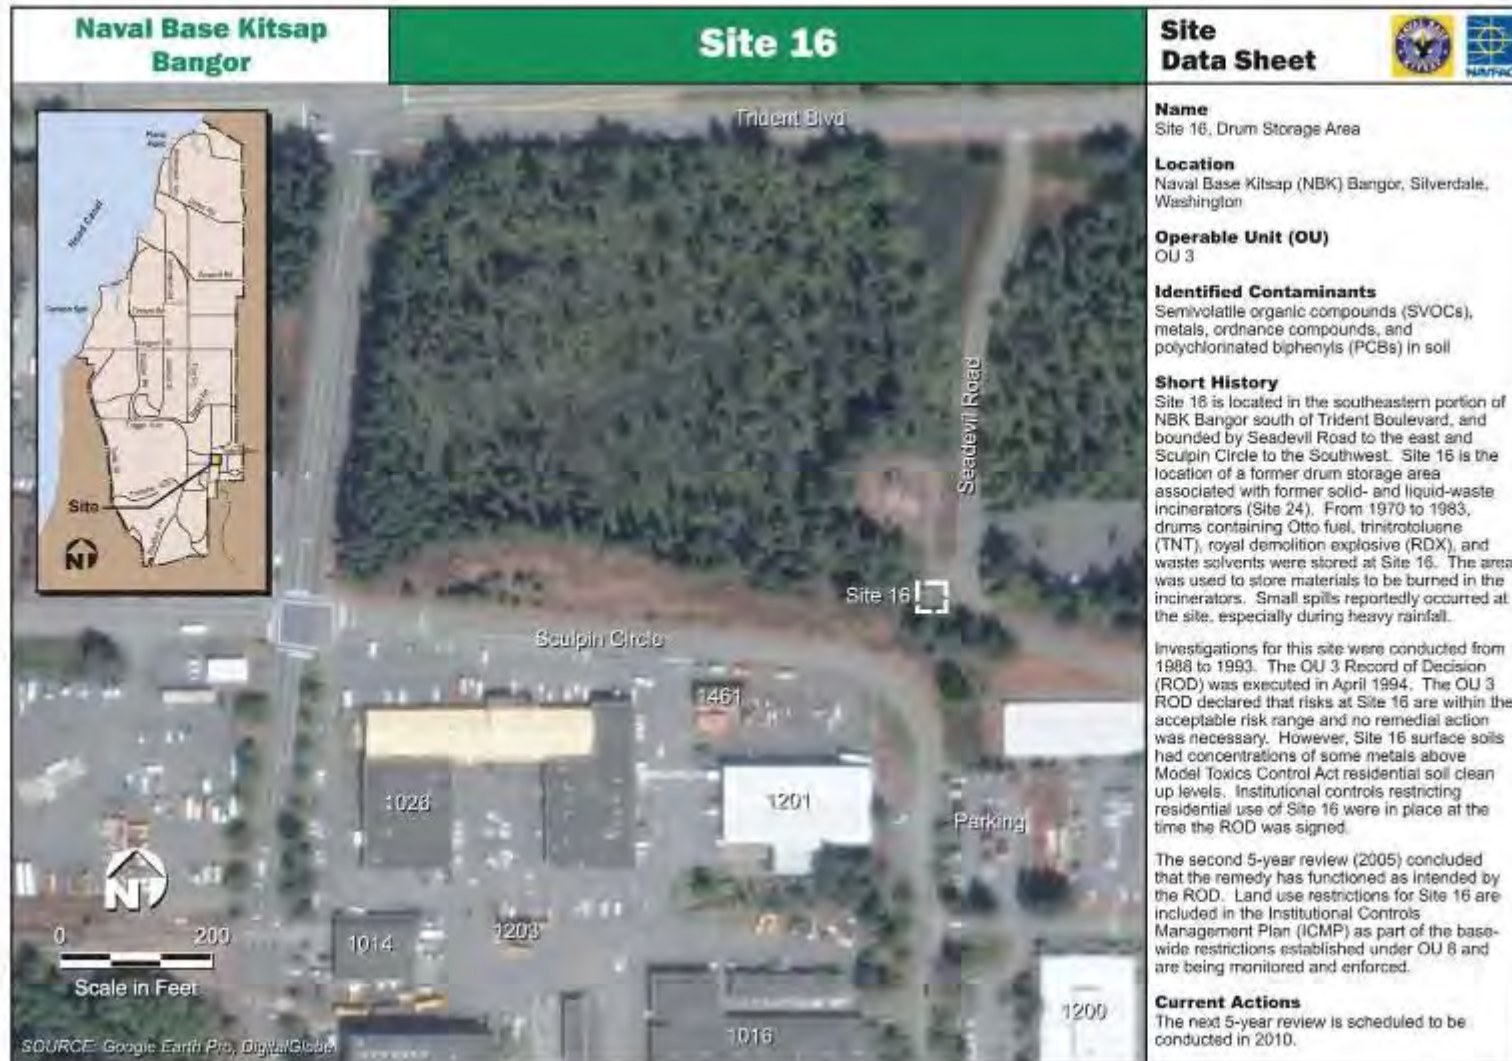 Naval Base Kitsap
Bangor
Site 16
Site
Data Sheet
Trident Blvd
Hood Canal
Site
N
Seadevil Road
Site 16
Sculpin Circle
1461
1028
1201
Parking
N
0 200
Scale in Feet
1014
1203
1016
1200
SOURCE: Google Earth Pro, DigitalGlobe
Name
Site 16, Drum Storage Area
Location
Naval Base Kitsap (NBK) Bangor, Silverdale,
Washington
Operable Unit (OU)
OU 3
Identified Contaminants
Semivolatile organic compounds (SVOCs),
metals, ordnance compounds, and
polychlorinated biphenyls (PCBs) in soil
Short History
Site 16 is located in the southeastern portion of
NBK Bangor south of Trident Boulevard, and
bounded by Seadevil Road to the east and
Sculpin Circle to the Southwest. Site 16 is the
location of a former drum storage area
associated with former solid- and liquid-waste
incinerators (Site 24). From 1970 to 1983,
drums containing Otto fuel, trinitrotoluene
(TNT), royal demolition explosive (RDX), and
waste solvents were stored at Site 16. The area
was used to store materials to be burned in the
incinerators. Small spills reportedly occurred at
the site, especially during heavy rainfall.
Investigations for this site were conducted from
1988 to 1993. The OU 3 Record of Decision
(ROD) was executed in April 1994. The OU 3
ROD declared that risks at Site 16 are within the
acceptable risk range and no remedial action
was necessary. However, Site 16 surface soils
had concentrations of some metals above
Model Toxics Control Act residential soil clean
up levels. Institutional controls restricting
residential use of Site 16 were in place at the
time the ROD was signed.
The second 5-year review (2005) concluded
that the remedy has functioned as intended by
the ROD. Land use restrictions for Site 16 are
included in the Institutional Controls
Management Plan (ICMP) as part of the base-
wide restrictions established under OU 8 and
are being monitored and enforced.
Current Actions
The next 5-year review is scheduled to be
conducted in 2010.